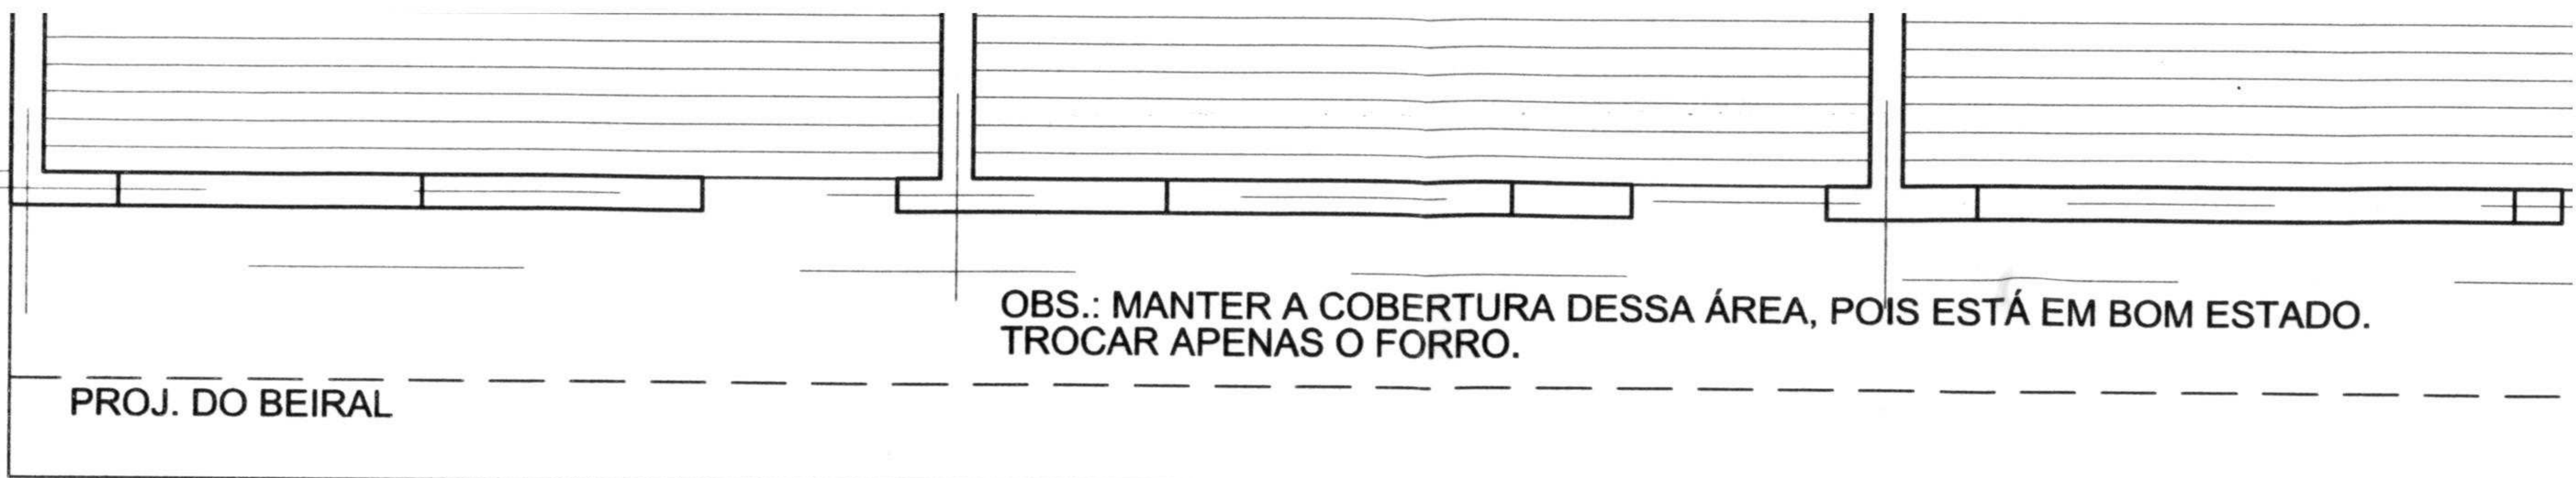 OBS.: MANTER A COBERTURA DESSA ÁREA, POIS ESTÁ EM BOM ESTADO.
TROCAR APENAS O FORRO.
PROJ. DO BEIRAL